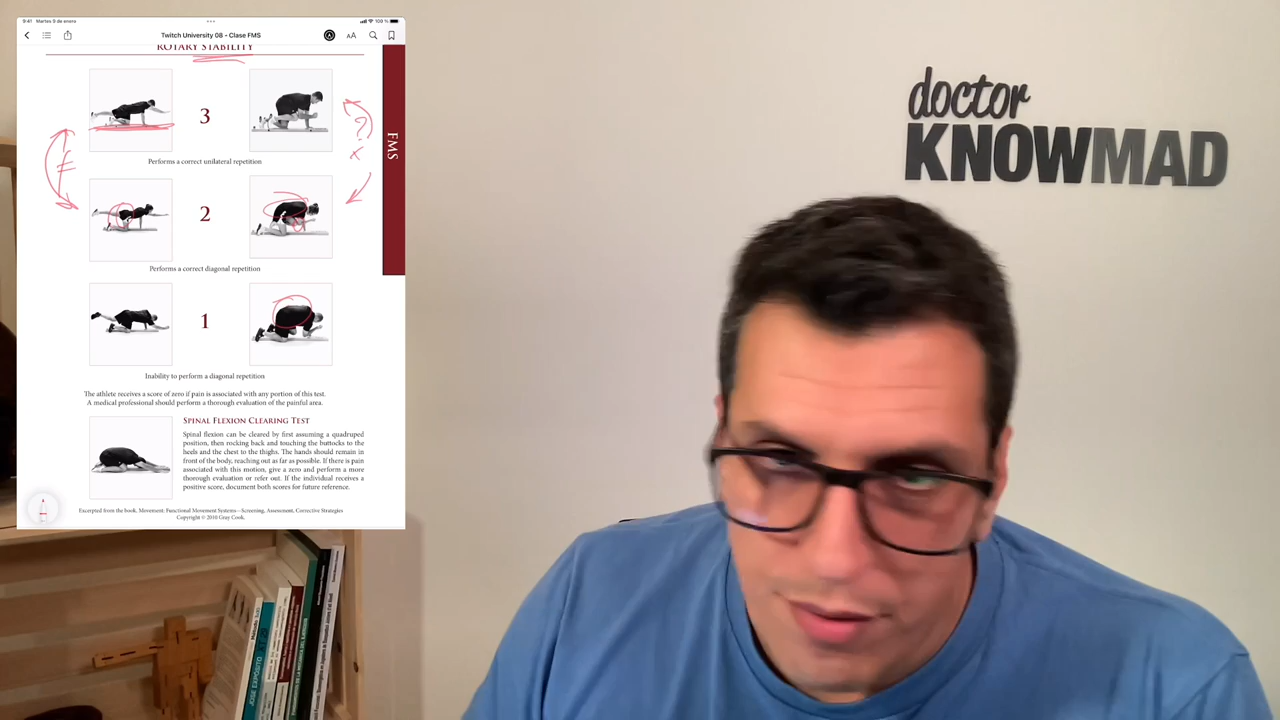 9:41 Martes 9 de enero
100 %
Twitch University 08 - Clase FMS
AA
ROTARY STABILITY
3
Performs a correct unilateral repetition
2
Performs a correct diagonal repetition
1
Inability to perform a diagonal repetition
The athlete receives a score of zero if pain is associated with any portion of this test.
A medical professional should perform a thorough evaluation of the painful area.
SPINAL FLEXION CLEARING TEST
Spinal flexion can be cleared by first assuming a quadruped
position, then rocking back and touching the buttocks to the
heels and the chest to the thighs. The hands should remain in
front of the body, reaching out as far as possible. If there is pain
associated with this motion, give a zero and perform a more
thorough evaluation or refer out. If the individual receives a
positive score, document both scores for future reference.
Excerpted from the book, Movement: Functional Movement Systems—Screening, Assessment, Corrective Strategies
Copyright © 2010 Gray Cook.
FMS
≠
?
x
doctor
KNOWMAD
JOSE EXPÓSITO